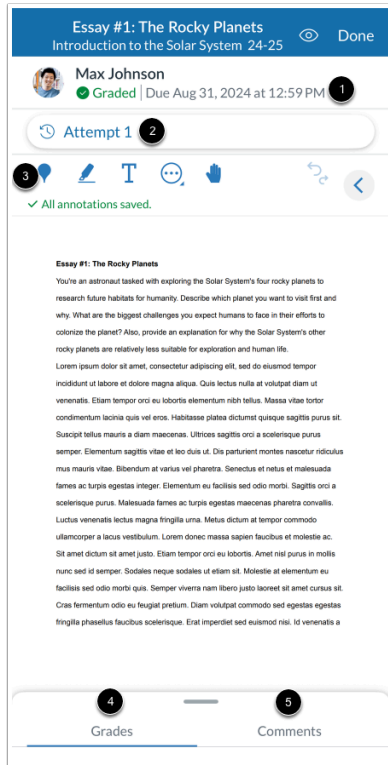 Essay #1: The Rocky Planets
Introduction to the Solar System 24-25
Done
Max Johnson
Graded | Due Aug 31, 2024 at 12:59 PM
1
Attempt 1
2
3
T
All annotations saved.
Essay #1: The Rocky Planets
You're an astronaut tasked with exploring the Solar System's four rocky planets to
research future habitats for humanity. Describe which planet you want to visit first and
why. What are the biggest challenges you expect humans to face in their efforts to
colonize the planet? Also, provide an explanation for why the Solar System's other
rocky planets are relatively less suitable for exploration and human life.
Lorem ipsum dolor sit amet, consectetur adipiscing elit, sed do eiusmod tempor
incididunt ut labore et dolore magna aliqua. Quis lectus nulla at volutpat diam ut
venenatis. Etiam tempor orci eu lobortis elementum nibh tellus. Massa vitae tortor
condimentum lacinia quis vel eros. Habitasse platea dictumst quisque sagittis purus sit.
Suscipit tellus mauris a diam maecenas. Ultrices sagittis orci a scelerisque purus
semper. Elementum sagittis vitae et leo duis ut. Dis parturient montes nascetur ridiculus
mus mauris vitae. Bibendum at varius vel pharetra. Senectus et netus et malesuada
fames ac turpis egestas integer. Elementum eu facilisis sed odio morbi. Sagittis orci a
scelerisque purus. Malesuada fames ac turpis egestas maecenas pharetra convallis.
Luctus venenatis lectus magna fringilla urna. Metus dictum at tempor commodo
ullamcorper a lacus vestibulum. Lorem donec massa sapien faucibus et molestie ac.
Sit amet dictum sit amet justo. Etiam tempor orci eu lobortis. Amet nisl purus in mollis
nunc sed id semper. Sodales neque sodales ut etiam sit. Molestie at elementum eu
facilisis sed odio morbi quis. Semper viverra nam libero justo laoreet sit amet cursus sit.
Cras fermentum odio eu feugiat pretium. Diam volutpat commodo sed egestas egestas
fringilla phasellus faucibus scelerisque. Erat imperdiet sed euismod nisi. Id venenatis a
4
5
Grades
Comments